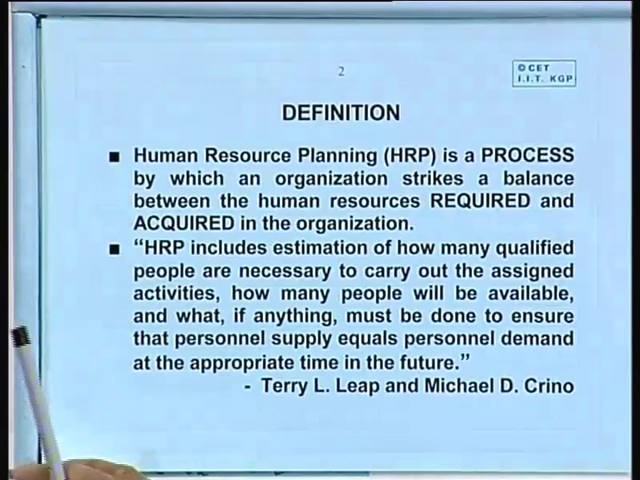 2
© CET
I.I.T. KGP
DEFINITION
■ Human Resource Planning (HRP) is a PROCESS
by which an organization strikes a balance
between the human resources REQUIRED and
ACQUIRED in the organization.
■ “HRP includes estimation of how many qualified
people are necessary to carry out the assigned
activities, how many people will be available,
and what, if anything, must be done to ensure
that personnel supply equals personnel demand
at the appropriate time in the future.”
- Terry L. Leap and Michael D. Crino